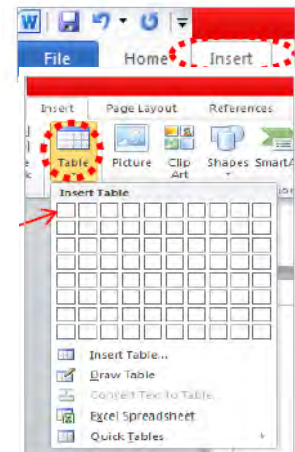 W
File Home Insert
Insert Page Layout References
Table Picture Clip Art Shapes SmartA
Insert Table
Insert Table...
Draw Table
Convert Text to Table...
Excel Spreadsheet
Quick Tables